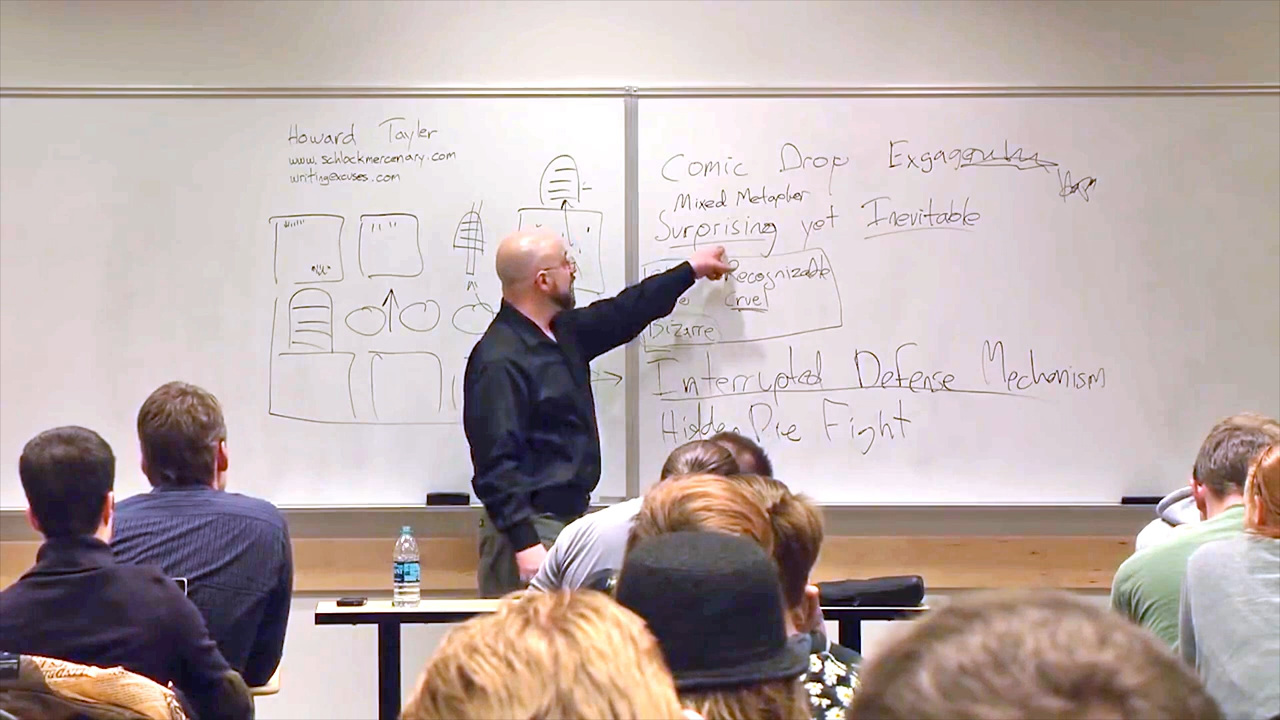 Howard Tayler
www.schlockmercenary.com
writingexcuses.com
Comic Drop
Mixed Metapher
Surprising yet Inevitable
Recognizable
Cruel
Bizarre
Interrupted Defense Mechanism
Hidden Pie Fight